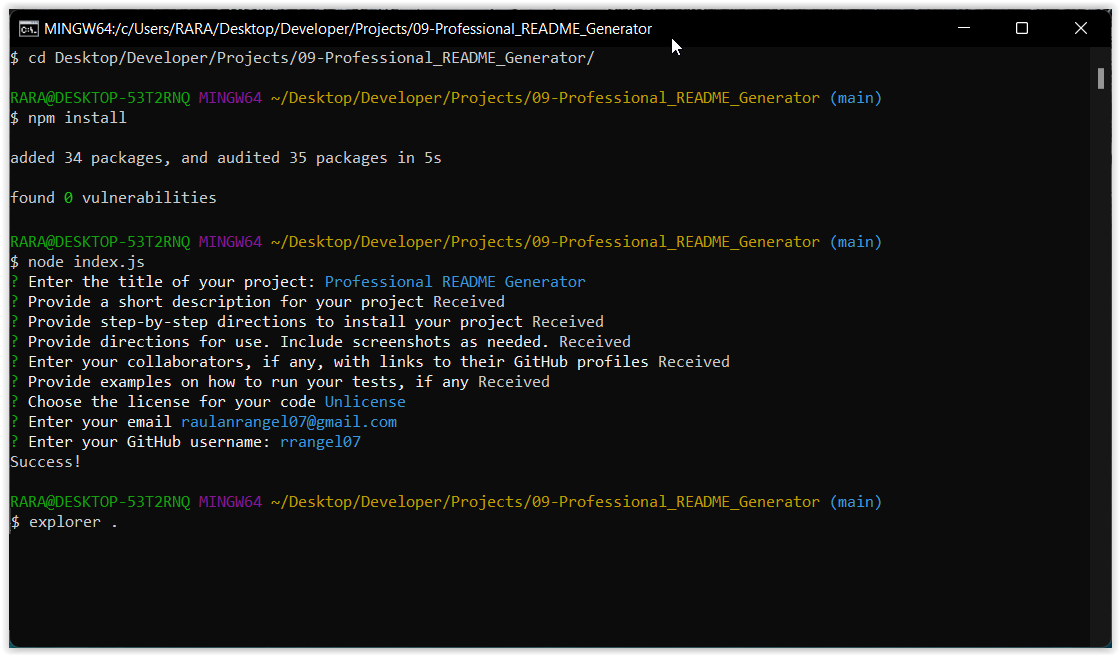 MINGW64:/c/Users/RARA/Desktop/Developer/Projects/09-Professional_README_Generator
$ cd Desktop/Developer/Projects/09-Professional_README_Generator/
RARA@DESKTOP-53T2RNQ MINGW64 ~/Desktop/Developer/Projects/09-Professional_README_Generator (main)
$ npm install
added 34 packages, and audited 35 packages in 5s
found 0 vulnerabilities
RARA@DESKTOP-53T2RNQ MINGW64 ~/Desktop/Developer/Projects/09-Professional_README_Generator (main)
$ node index.js
? Enter the title of your project: Professional README Generator
? Provide a short description for your project Received
? Provide step-by-step directions to install your project Received
? Provide directions for use. Include screenshots as needed. Received
? Enter your collaborators, if any, with links to their GitHub profiles Received
? Provide examples on how to run your tests, if any Received
? Choose the license for your code Unlicense
? Enter your email raulanrangel07@gmail.com
? Enter your GitHub username: rrangel07
Success!
RARA@DESKTOP-53T2RNQ MINGW64 ~/Desktop/Developer/Projects/09-Professional_README_Generator (main)
$ explorer .